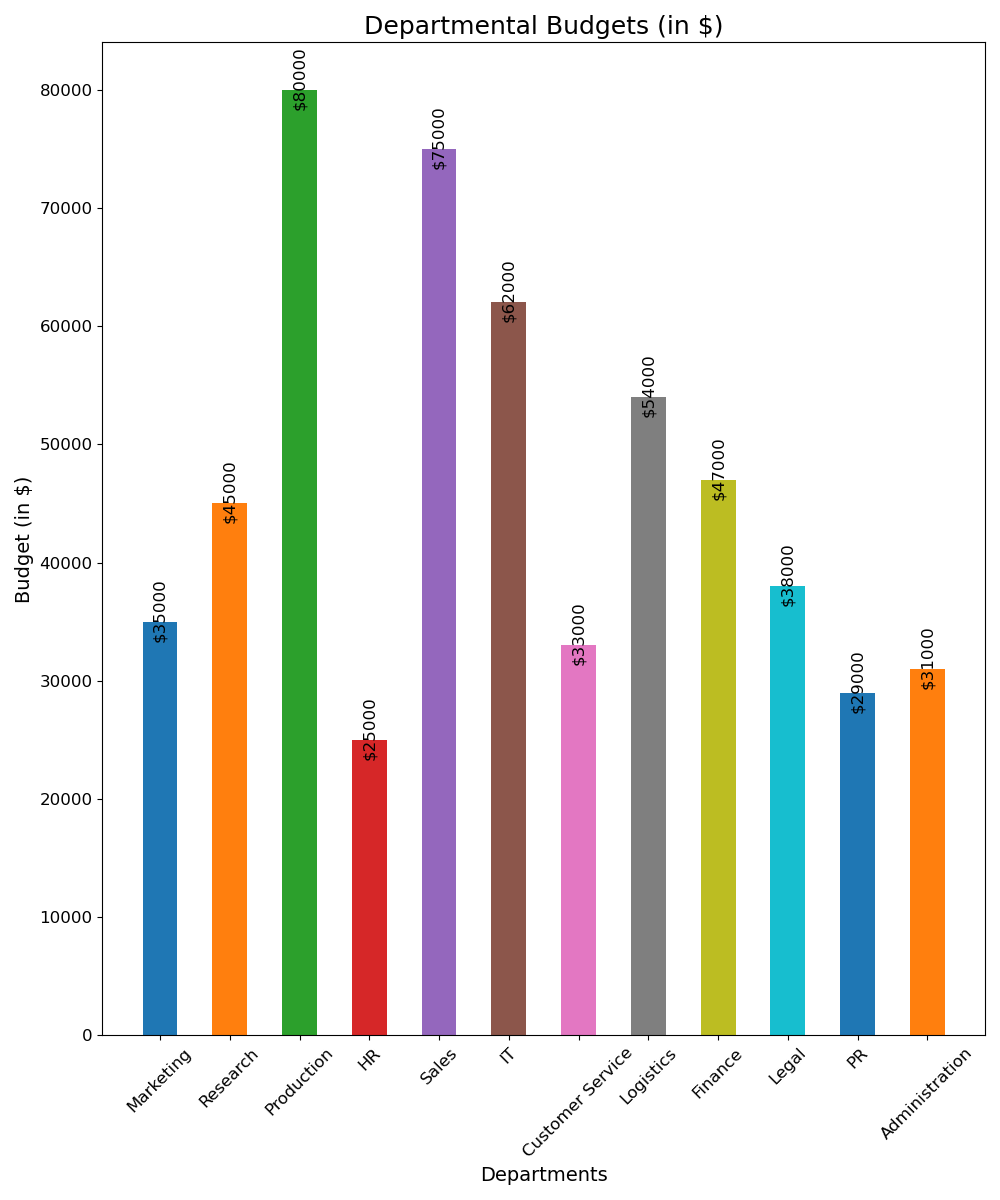 Departmental Budgets (in $)
Budget (in $)
80000
70000
60000
50000
40000
30000
20000
10000
0
$35000
$45000
$80000
$25000
$75000
$62000
$33000
$54000
$47000
$38000
$29000
$31000
Marketing
Research
Production
HR
Sales
IT
Customer Service
Logistics
Finance
Legal
PR
Administration
Departments